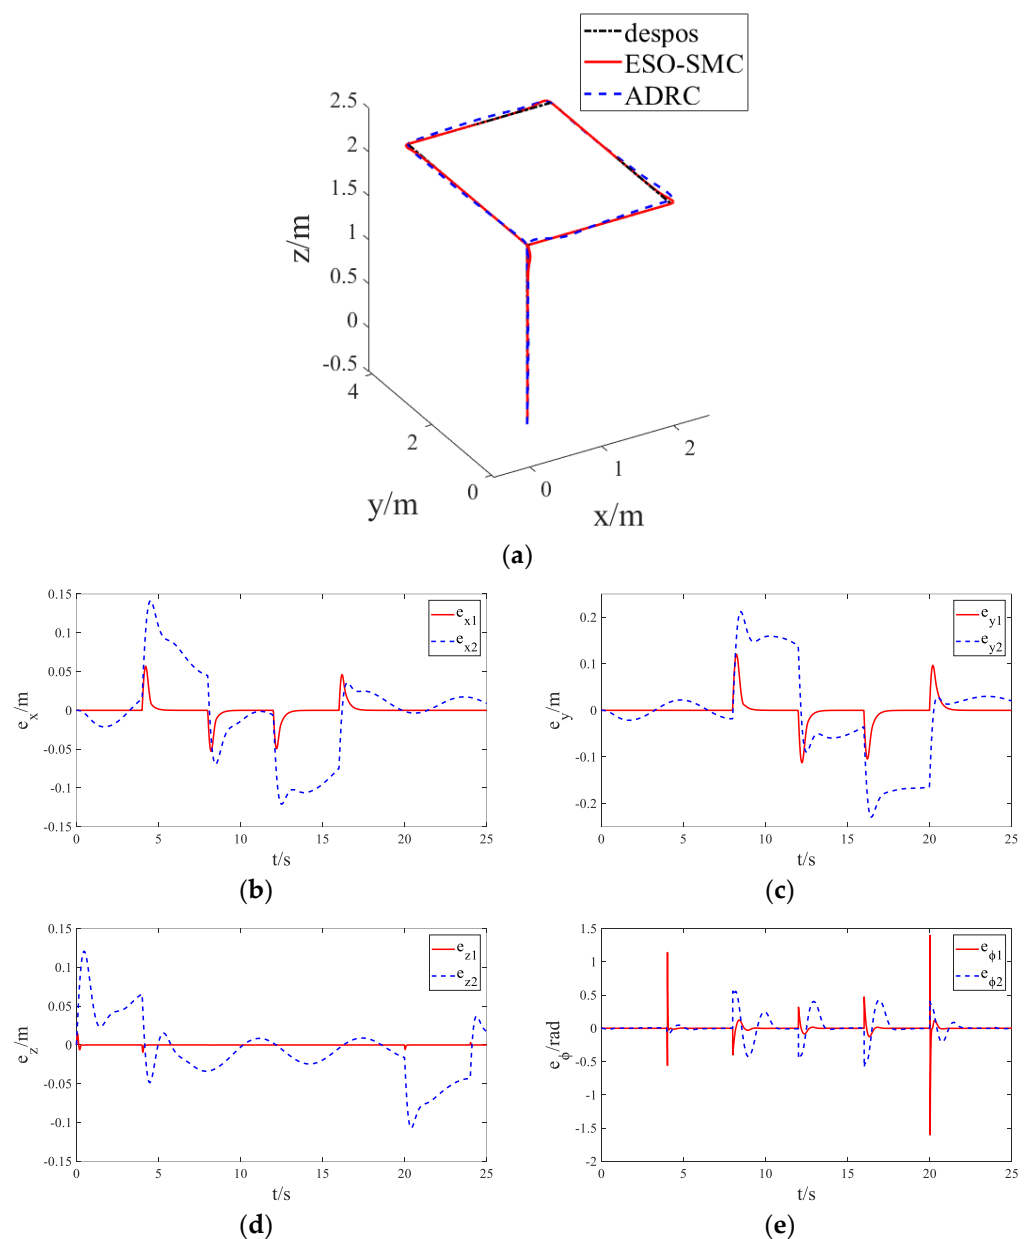 despos
ESO-SMC
ADRC
2.5
2
1.5
1
0.5
0
-0.5
z/m
4
2
0
y/m
0
1
2
x/m
(a)
0.15
0.1
0.05
0
-0.05
-0.1
-0.15
e_x/m
e_x1
e_x2
0 5 10 15 20 25
t/s
(b)
0.2
0.1
0
-0.1
-0.2
e_y/m
e_y1
e_y2
0 5 10 15 20 25
t/s
(c)
0.15
0.1
0.05
0
-0.05
-0.1
-0.15
e_z/m
e_z1
e_z2
0 5 10 15 20 25
t/s
(d)
1.5
1
0.5
0
-0.5
-1
-1.5
-2
e_ϕ/rad
e_ϕ1
e_ϕ2
0 5 10 15 20 25
t/s
(e)